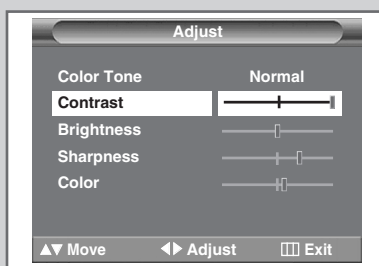 Adjust
Color Tone Normal
Contrast
Brightness
Sharpness
Color
▲▼ Move ◀▶ Adjust Exit